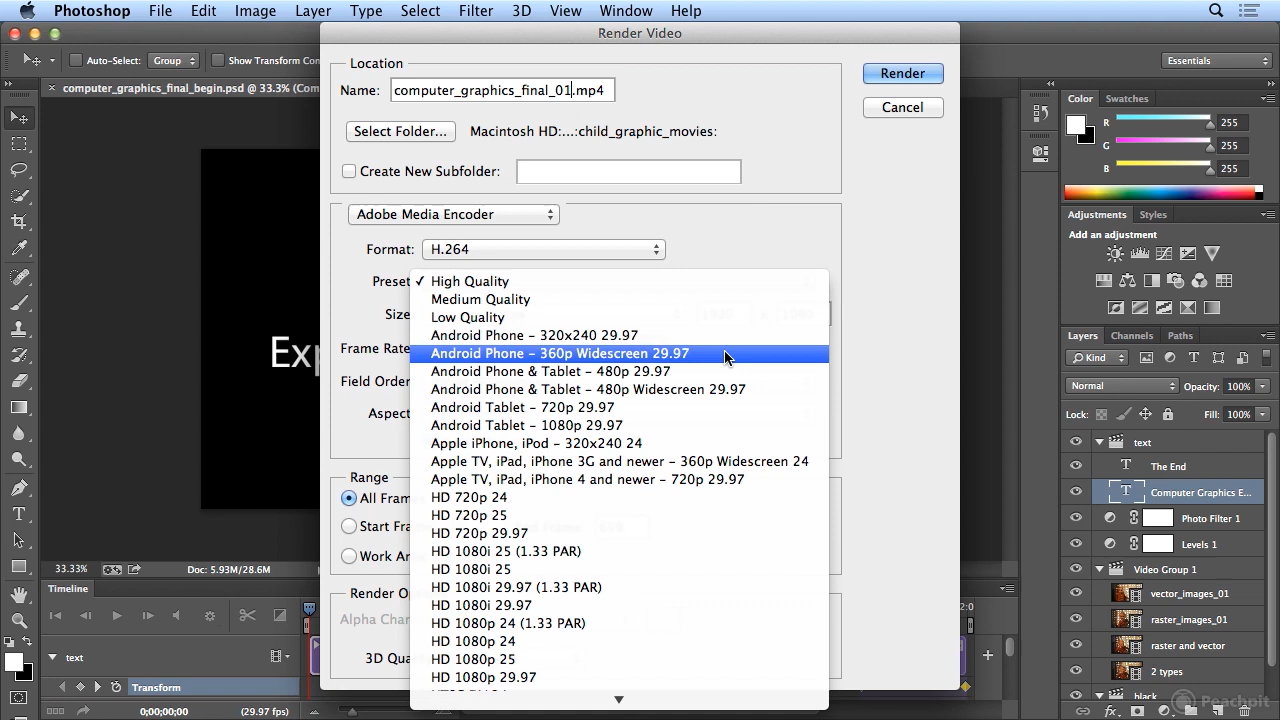 Photoshop File Edit Image Layer Type Select Filter 3D View Window Help
Render Video
Auto-Select: Group Show Transform Con
Essentials
computer_graphics_final_begin.psd @ 33.3% (Com
Location
Name: computer_graphics_final_01.mp4
Render
Select Folder... Macintosh HD:...:child_graphic_movies:
Cancel
Create New Subfolder:
Adobe Media Encoder
Format: H.264
Preset ✓ High Quality
Medium Quality
Size Low Quality
Android Phone – 320x240 29.97
Frame Rate Android Phone – 360p Widescreen 29.97
Android Phone & Tablet – 480p 29.97
Field Order Android Phone & Tablet – 480p Widescreen 29.97
Aspect Android Tablet – 720p 29.97
Android Tablet – 1080p 29.97
Apple iPhone, iPod – 320x240 24
Apple TV, iPad, iPhone 3G and newer – 360p Widescreen 24
Range Apple TV, iPad, iPhone 4 and newer – 720p 29.97
All Fram HD 720p 24
HD 720p 25
Start Fra HD 720p 29.97
Work Ar HD 1080i 25 (1.33 PAR)
HD 1080i 25
Render Op HD 1080i 29.97 (1.33 PAR)
HD 1080i 29.97
Alpha Chan HD 1080p 24 (1.33 PAR)
HD 1080p 24
3D Qua HD 1080p 25
HD 1080p 29.97
Exp
33.33% Doc: 5.93M/28.6M
Timeline
text
Transform
0;00;00;00 (29.97 fps)
2:0
Color Swatches
R 255
G 255
B 255
Adjustments Styles
Add an adjustment
Layers Channels Paths
Kind
Normal Opacity: 100%
Lock: Fill: 100%
text
The End
Computer Graphics E...
Photo Filter 1
Levels 1
Video Group 1
vector_images_01
raster_images_01
raster and vector
2 types
black
Peachpit